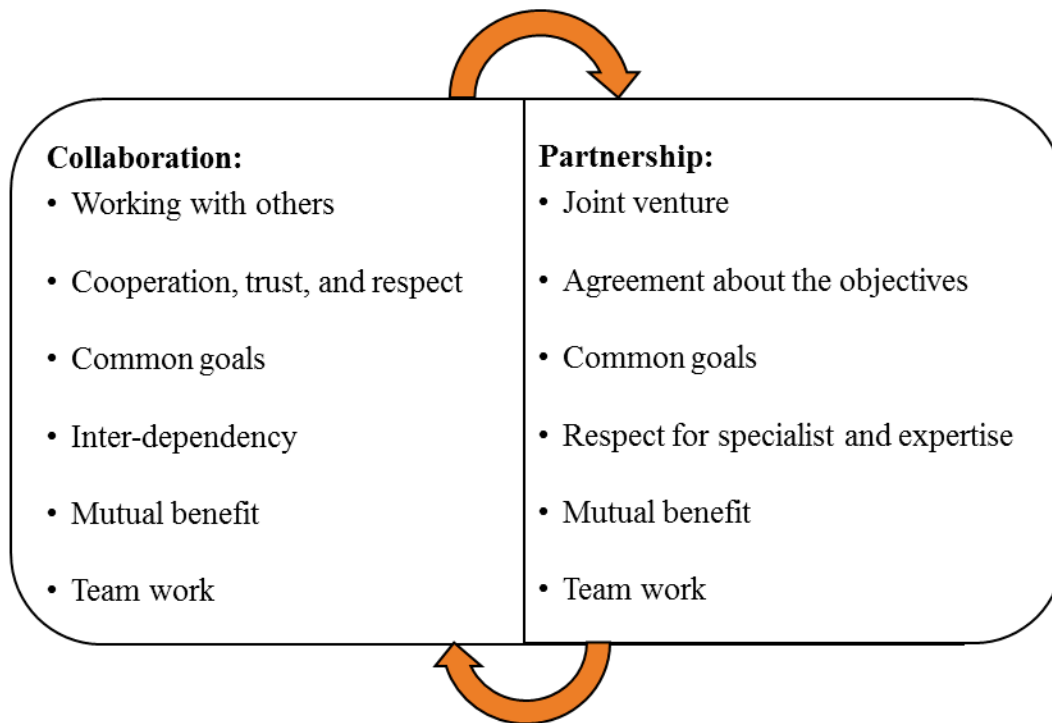 Collaboration:
• Working with others
• Cooperation, trust, and respect
• Common goals
• Inter-dependency
• Mutual benefit
• Team work
Partnership:
• Joint venture
• Agreement about the objectives
• Common goals
• Respect for specialist and expertise
• Mutual benefit
• Team work